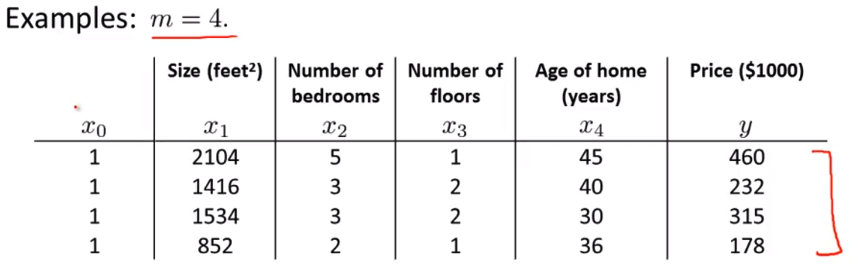 Examples: m = 4.
Size (feet²) Number of bedrooms Number of floors Age of home (years) Price ($1000)
x₀ x₁ x₂ x₃ x₄ y
1 2104 5 1 45 460
1 1416 3 2 40 232
1 1534 3 2 30 315
1 852 2 1 36 178